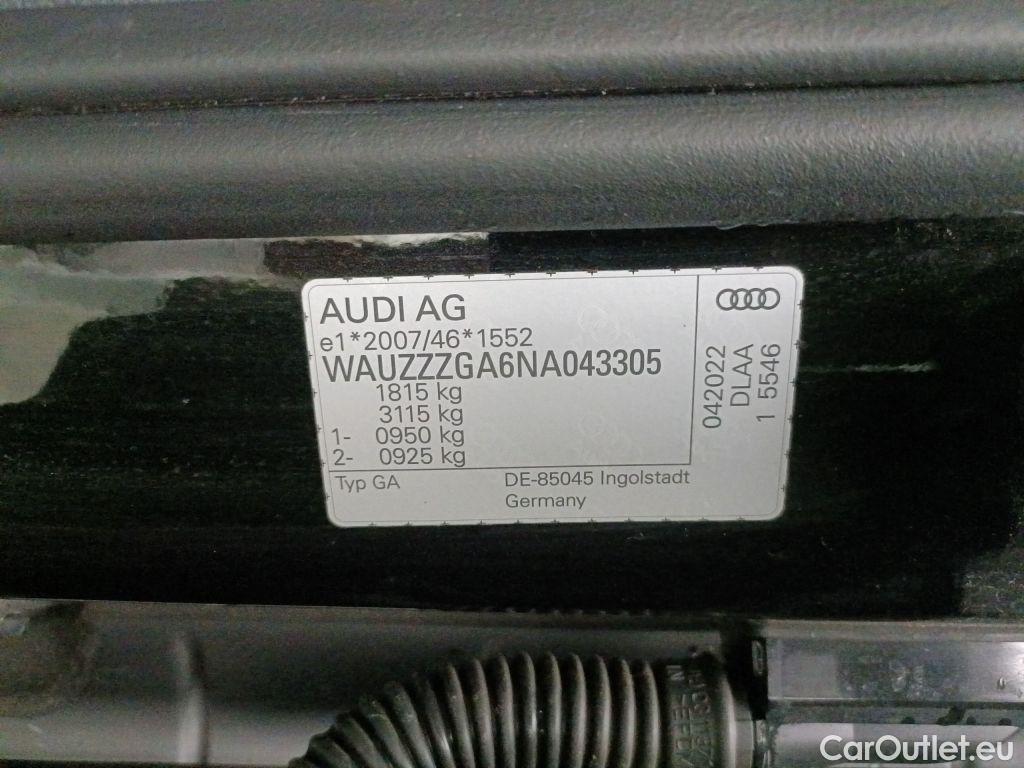 AUDI AG
e1*2007/46*1552
WAUZZZGA6NA043305
1815 kg
3115 kg
1- 0950 kg
2- 0925 kg
Typ GA
DE-85045 Ingolstadt
Germany
042022
DLAA
1 5546
CarOutlet.eu